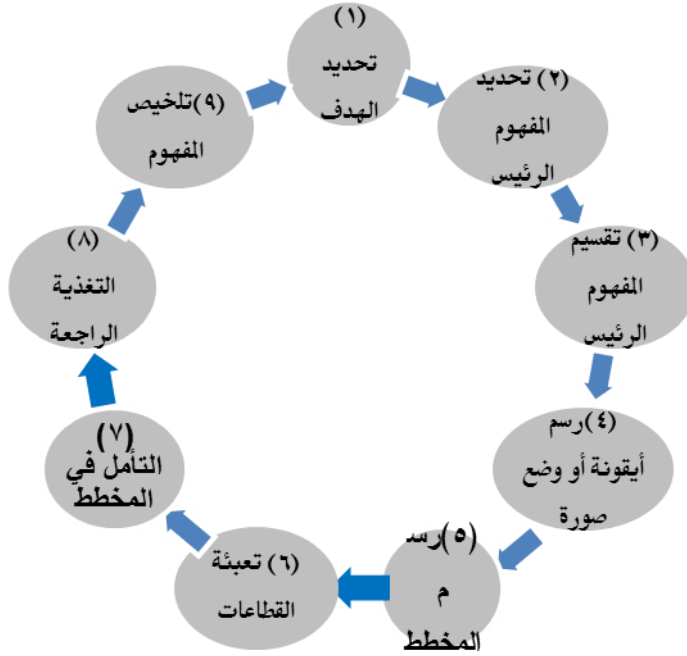 (١)
تحديد
الهدف
(٢) تحديد
المفهوم
الرئيس
(٣) تقسيم
المفهوم
الرئيس
(٤)رسم
أيقونة أو وضع
صورة
(٥)رسـ
م
المخطط
(٦) تعبئة
القطاعات
(٧)
التأمل في
المخطط
(٨)
التغذية
الراجعة
(٩)تلخيص
المفهوم